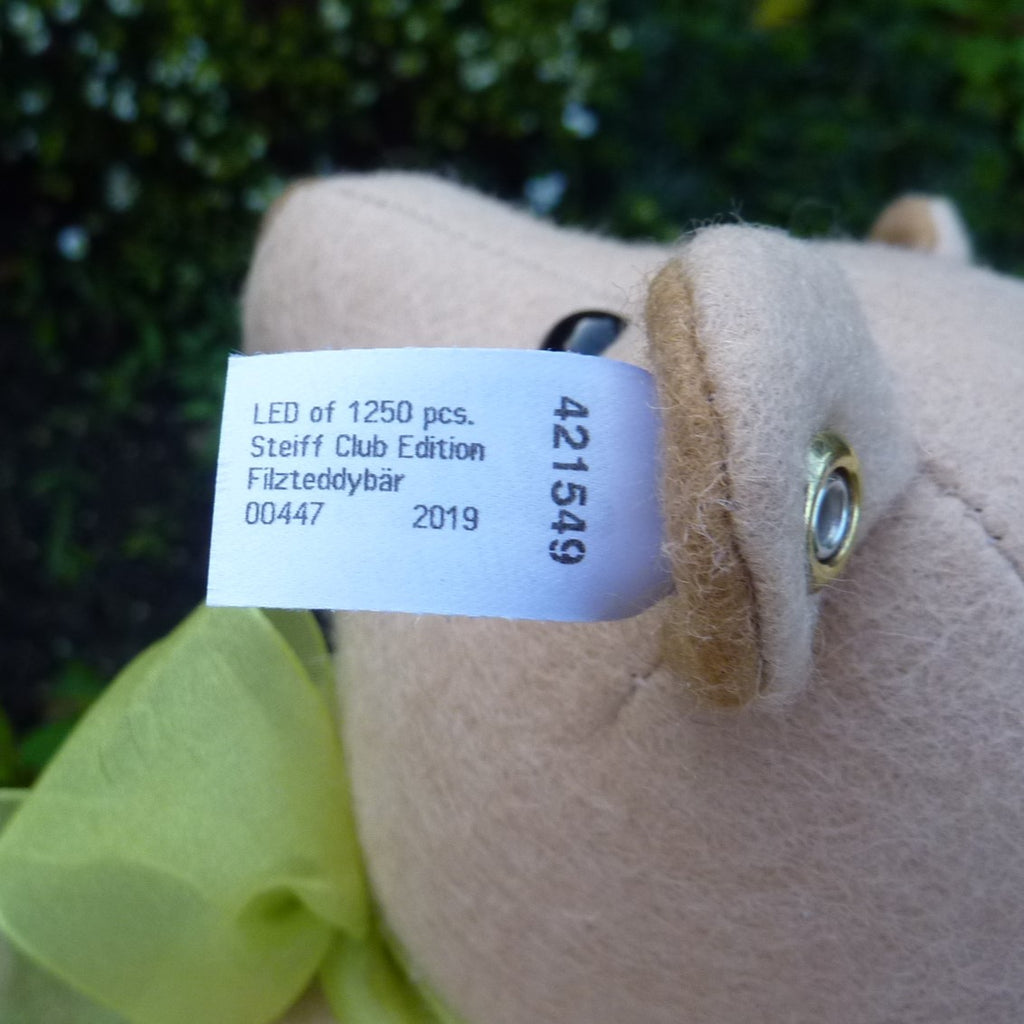 LED of 1250 pcs.
Steiff Club Edition
Filzteddybär
00447 2019
421549